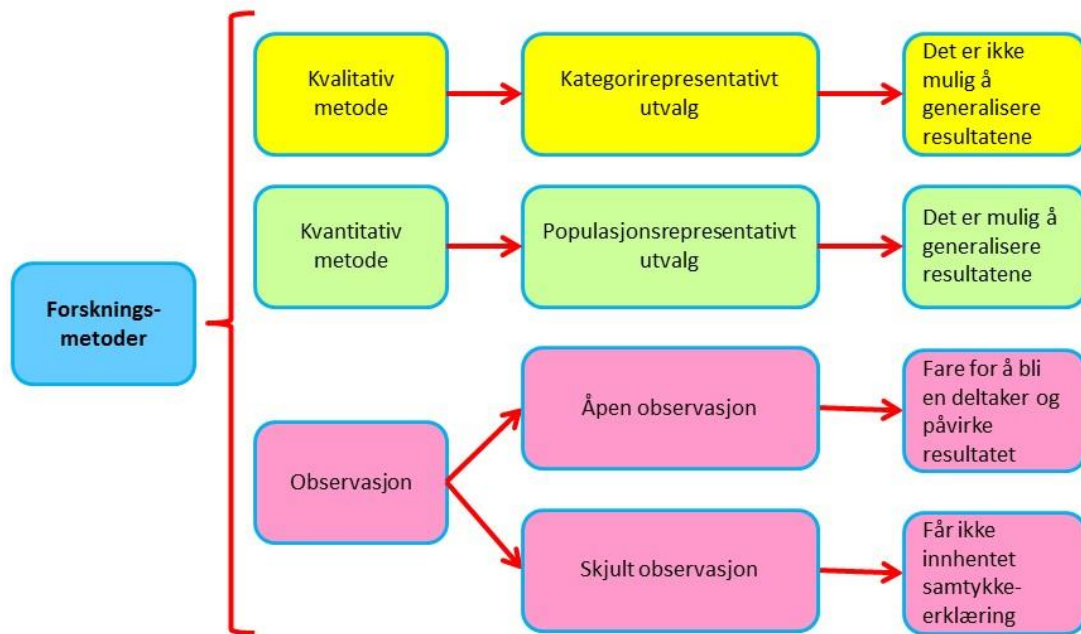 Forsknings-
metoder
Kvalitativ
metode
Kategorirepresentativt
utvalg
Det er ikke
mulig å
generalisere
resultatene
Kvantitativ
metode
Populasjonsrepresentativt
utvalg
Det er mulig å
generalisere
resultatene
Observasjon
Åpen observasjon
Fare for å bli
en deltaker og
påvirke
resultatet
Skjult observasjon
Får ikke
innhentet
samtykke-
erklæring